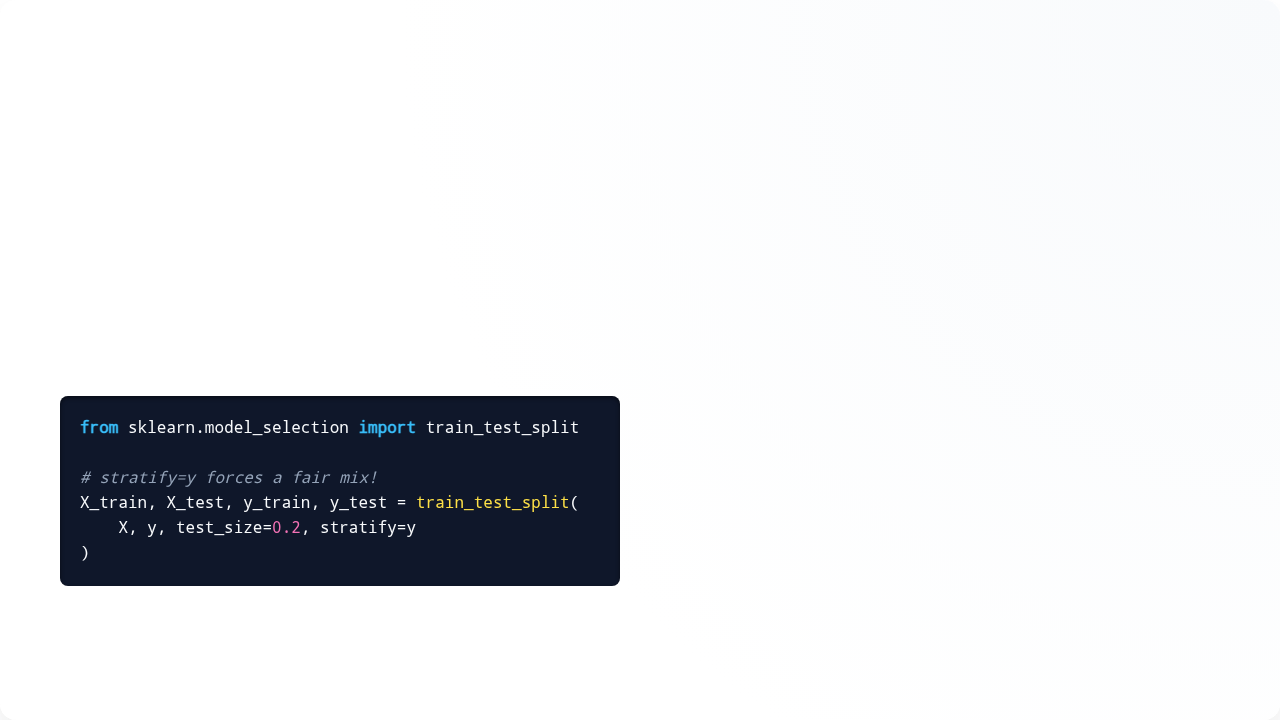 from sklearn.model_selection import train_test_split
# stratify=y forces a fair mix!
X_train, X_test, y_train, y_test = train_test_split(
    X, y, test_size=0.2, stratify=y
)